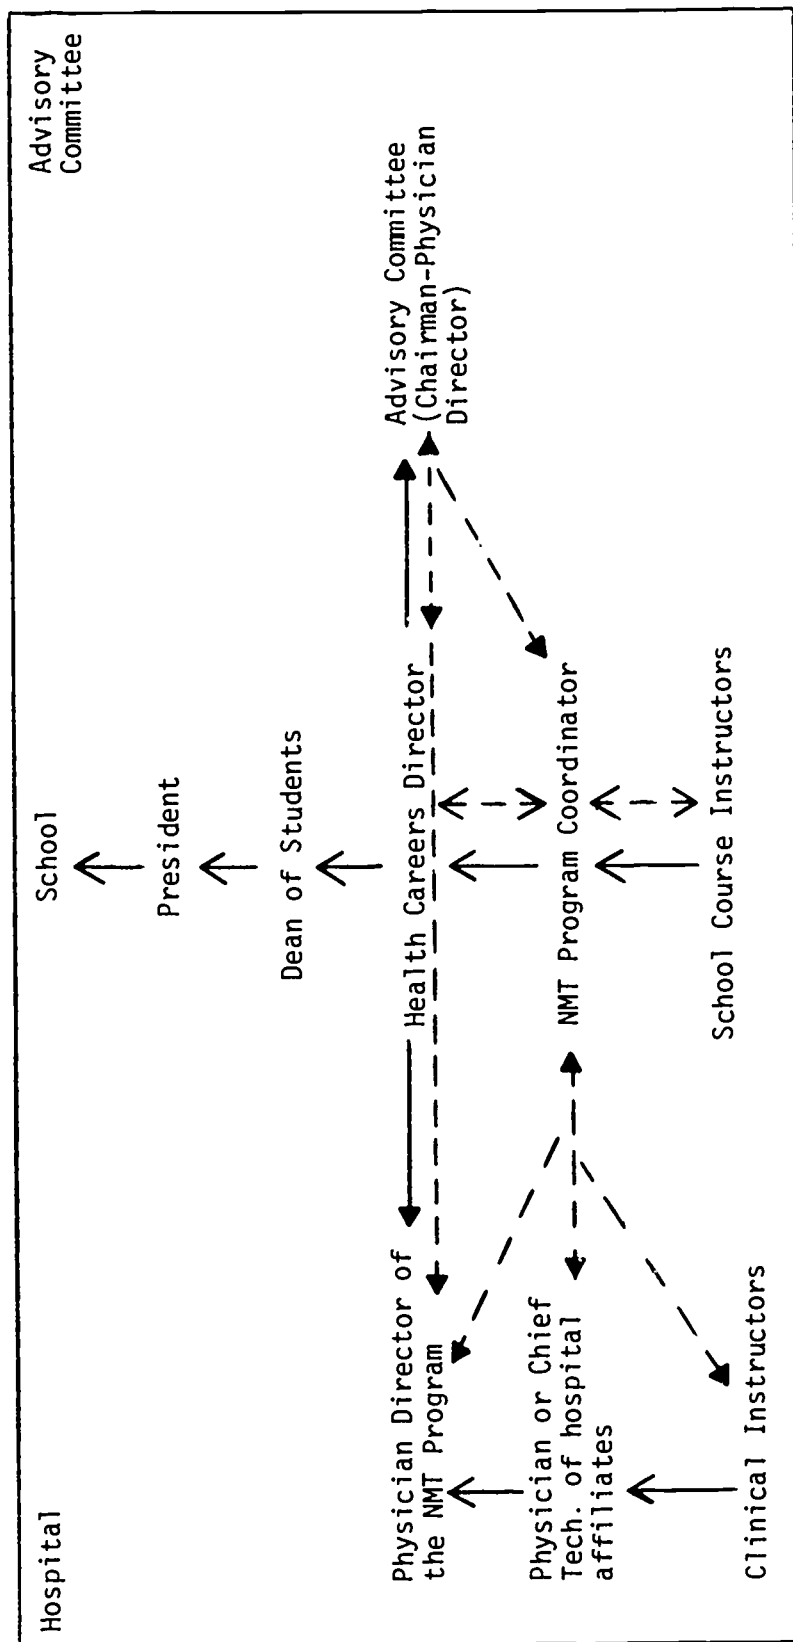 Hospital
School
Advisory
Committee
President
Dean of Students
Physician Director of
the NMT Program
Health Careers Director
Advisory Committee
(Chairman-Physician
Director)
Physician or Chief
Tech. of hospital
affiliates
NMT Program Coordinator
Clinical Instructors
School Course Instructors